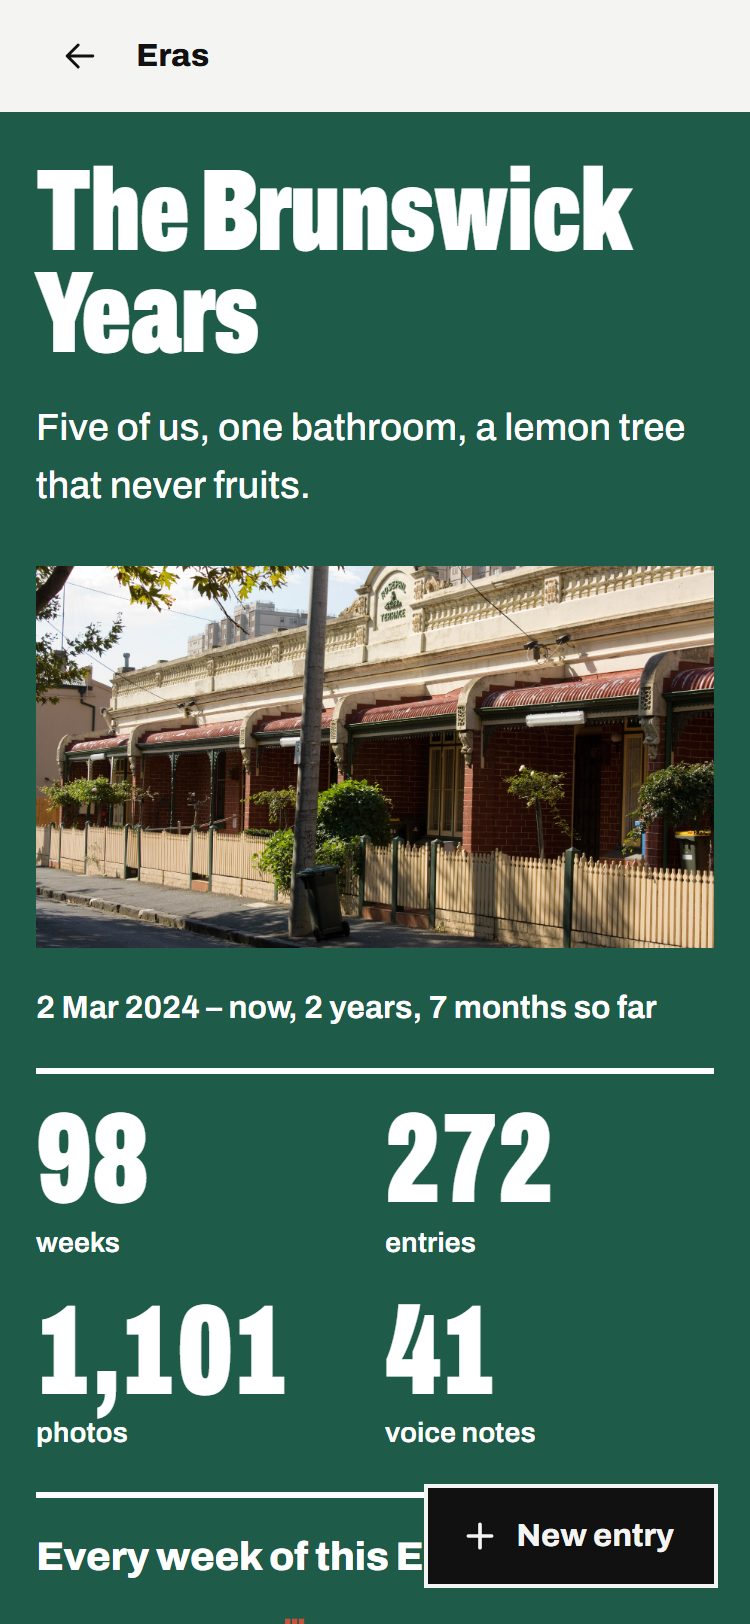 Eras
The Brunswick
Years
Five of us, one bathroom, a lemon tree
that never fruits.
TERRACE
2 Mar 2024 – now, 2 years, 7 months so far
98
272
weeks
entries
1,101
41
photos
voice notes
New entry
Every week of this E